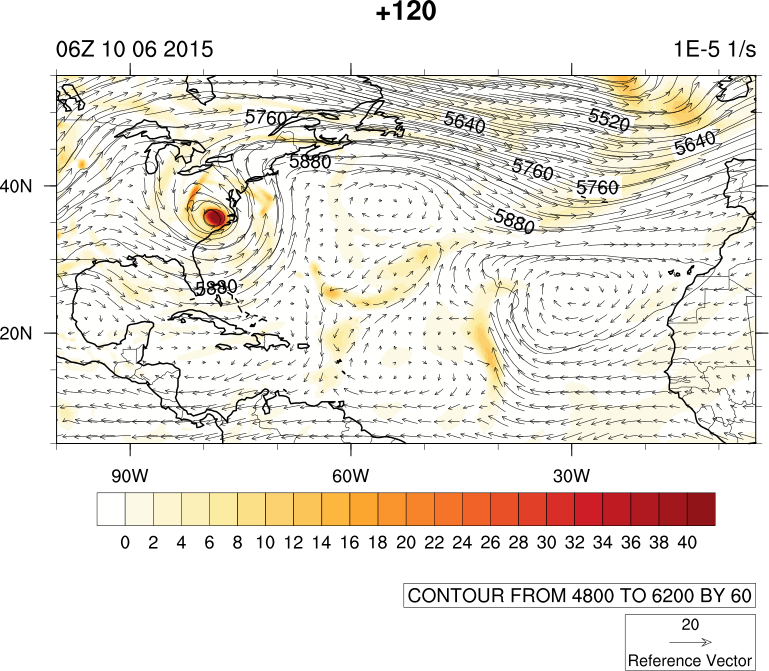 +120
06Z 10 06 2015
1E-5 1/s
5760
5640
5520
5640
5880
5760
5760
40N
5880
5880
20N
90W
60W
30W
0 2 4 6 8 10 12 14 16 18 20 22 24 26 28 30 32 34 36 38 40
CONTOUR FROM 4800 TO 6200 BY 60
20
Reference Vector